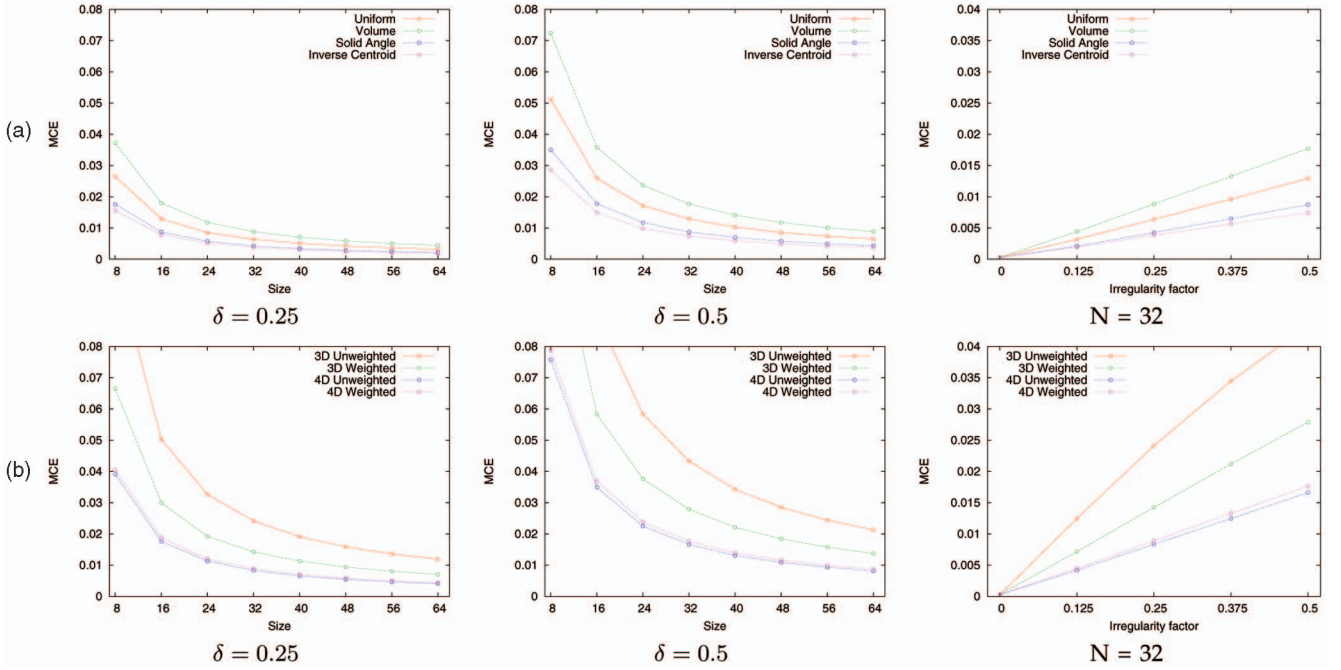 (a)
0.08
0.07
0.06
0.05
0.04
0.03
0.02
0.01
0
MCE
Uniform
Volume
Solid Angle
Inverse Centroid
8 16 24 32 40 48 56 64
Size
δ = 0.25
0.08
0.07
0.06
0.05
0.04
0.03
0.02
0.01
0
MCE
Uniform
Volume
Solid Angle
Inverse Centroid
8 16 24 32 40 48 56 64
Size
δ = 0.5
0.04
0.035
0.03
0.025
0.02
0.015
0.01
0.005
0
MCE
Uniform
Volume
Solid Angle
Inverse Centroid
0 0.125 0.25 0.375 0.5
Irregularity factor
N = 32
(b)
0.08
0.07
0.06
0.05
0.04
0.03
0.02
0.01
0
MCE
3D Unweighted
3D Weighted
4D Unweighted
4D Weighted
8 16 24 32 40 48 56 64
Size
δ = 0.25
0.08
0.07
0.06
0.05
0.04
0.03
0.02
0.01
0
MCE
3D Unweighted
3D Weighted
4D Unweighted
4D Weighted
8 16 24 32 40 48 56 64
Size
δ = 0.5
0.04
0.035
0.03
0.025
0.02
0.015
0.01
0.005
0
MCE
3D Unweighted
3D Weighted
4D Unweighted
4D Weighted
0 0.125 0.25 0.375 0.5
Irregularity factor
N = 32